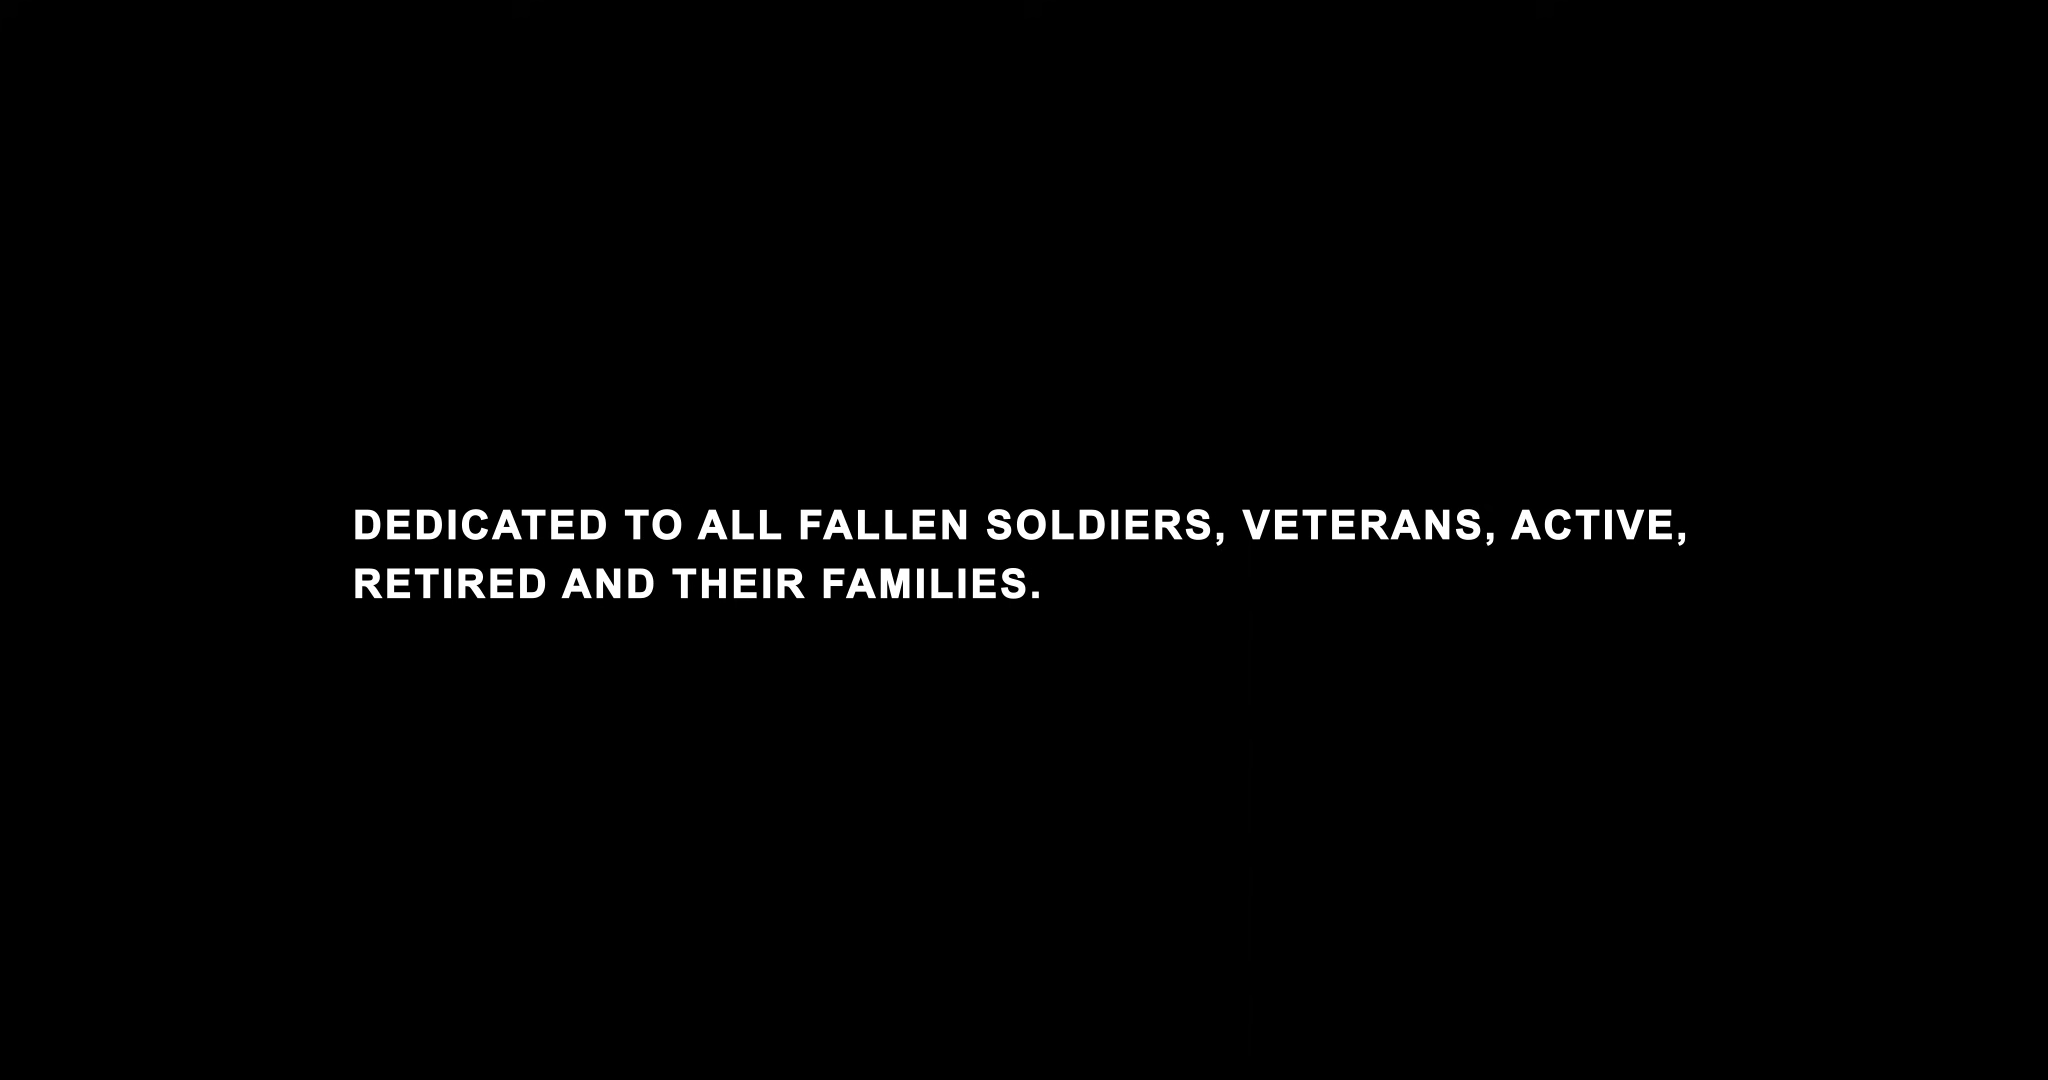 DEDICATED TO ALL FALLEN SOLDIERS, VETERANS, ACTIVE,
RETIRED AND THEIR FAMILIES.